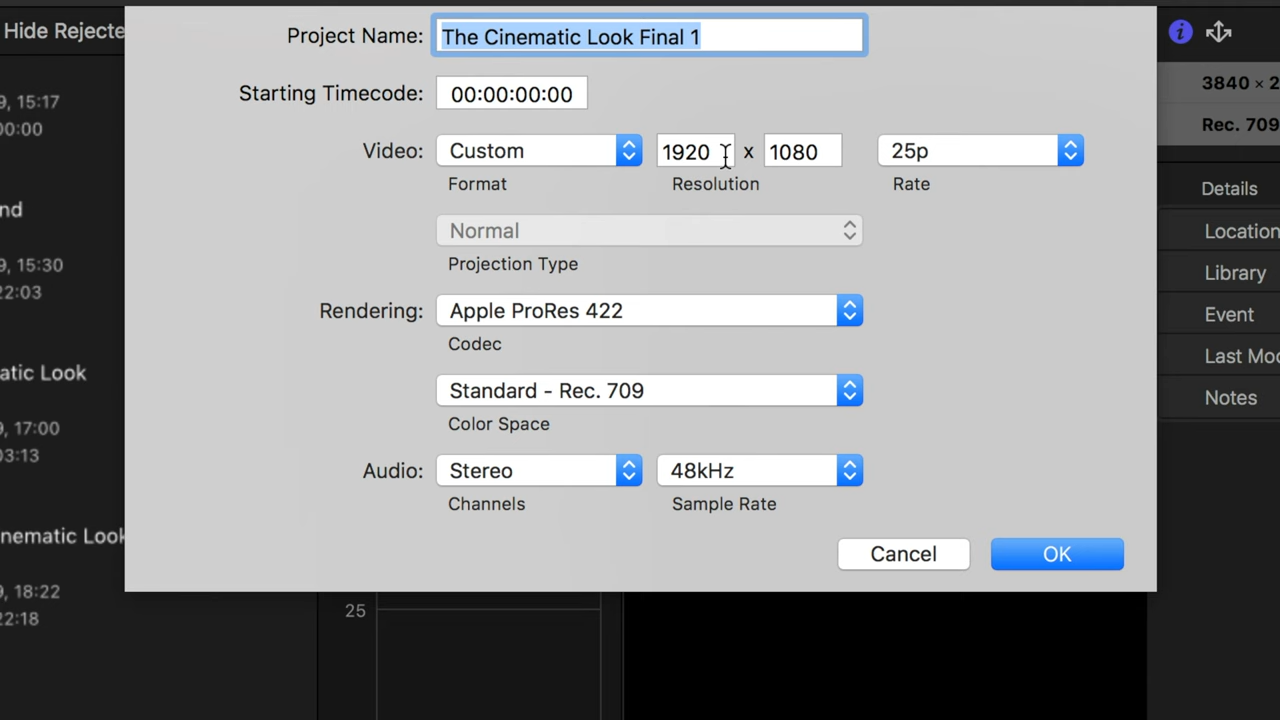 Hide Rejecte
Project Name: The Cinematic Look Final 1
Starting Timecode: 00:00:00:00
3840 × 2
9, 15:17
00:00
Rec. 709
Video: Custom 1920 x 1080 25p
Format Resolution Rate
Details
nd
Normal
Location
Projection Type
9, 15:30
22:03
Library
Rendering: Apple ProRes 422
Event
Codec
Last Mod
atic Look
Standard - Rec. 709
Notes
Color Space
9, 17:00
03:13
Audio: Stereo 48kHz
Channels Sample Rate
nematic Look
Cancel OK
9, 18:22
22:18
25